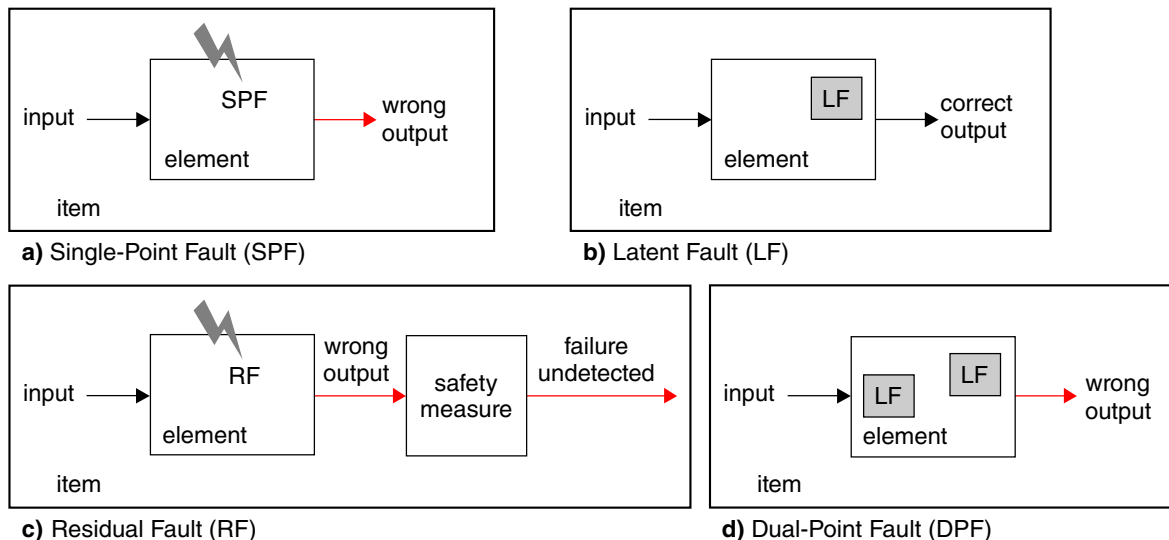 SPF
input
wrong
output
element
item
a) Single-Point Fault (SPF)
LF
input
correct
output
element
item
b) Latent Fault (LF)
RF
input
wrong
output
safety
measure
failure
undetected
element
item
c) Residual Fault (RF)
LF
LF
input
wrong
output
element
item
d) Dual-Point Fault (DPF)